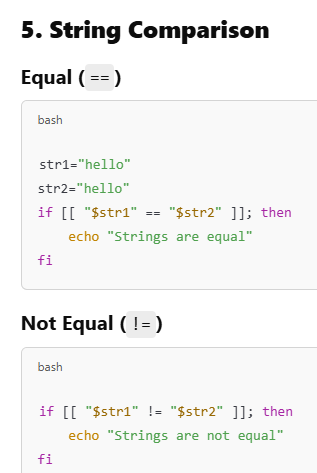 5. String Comparison
Equal (==)
bash
str1="hello"
str2="hello"
if [[ "$str1" == "$str2" ]]; then
    echo "Strings are equal"
fi
Not Equal (!=)
bash
if [[ "$str1" != "$str2" ]]; then
    echo "Strings are not equal"
fi